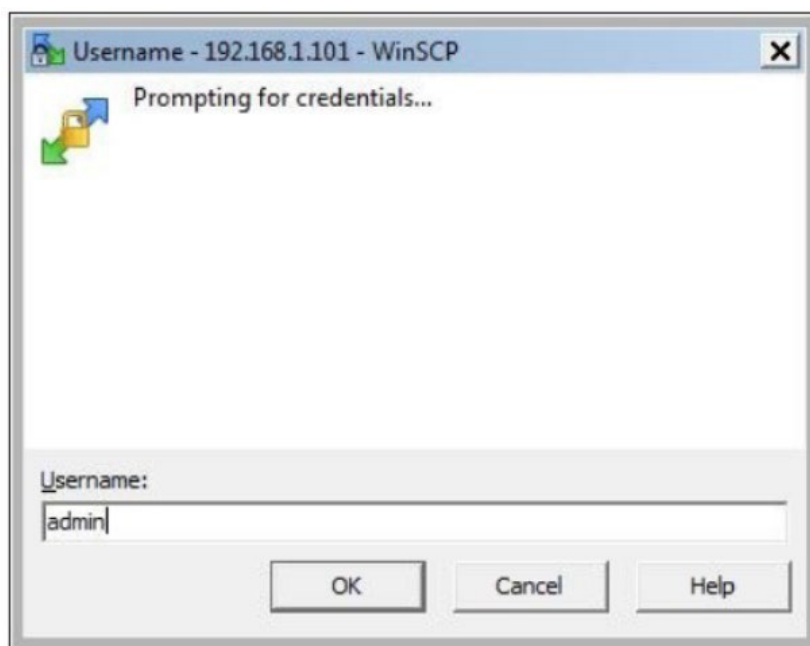 Username - 192.168.1.101 - WinSCP
Prompting for credentials...
Username:
admin
OK Cancel Help